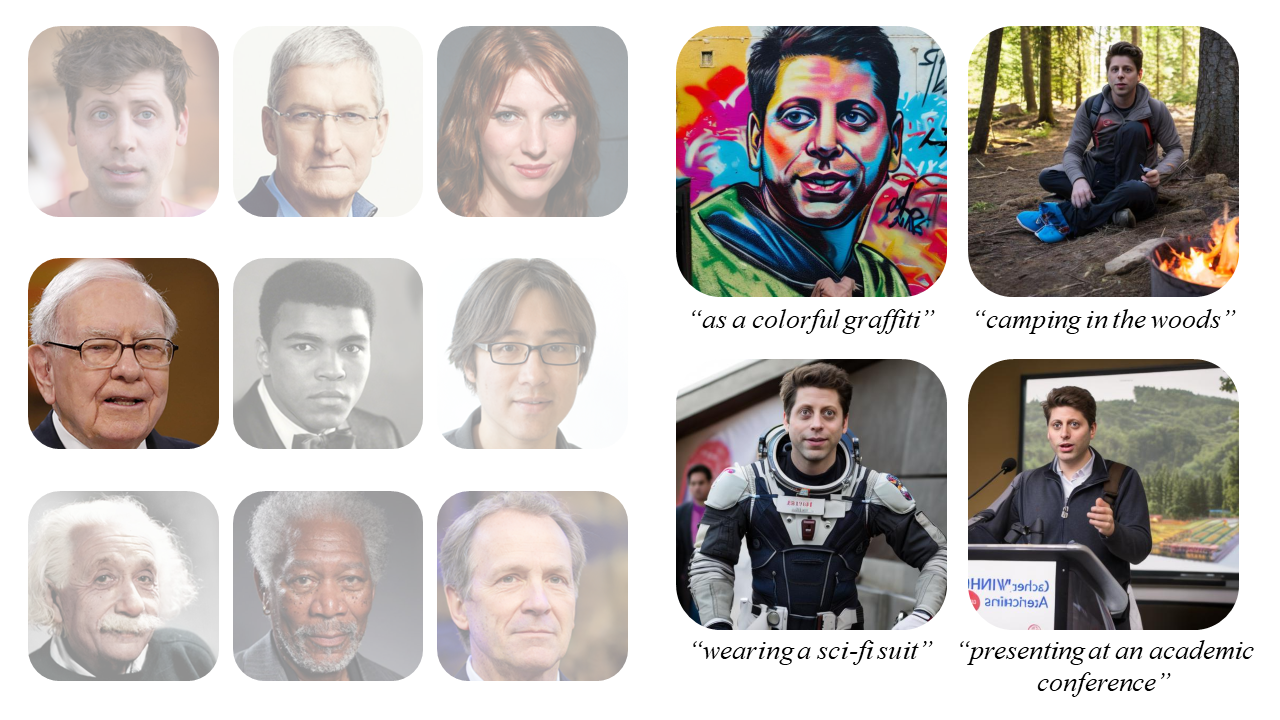 “as a colorful graffiti”
“camping in the woods”
“wearing a sci-fi suit”
“presenting at an academic
conference”